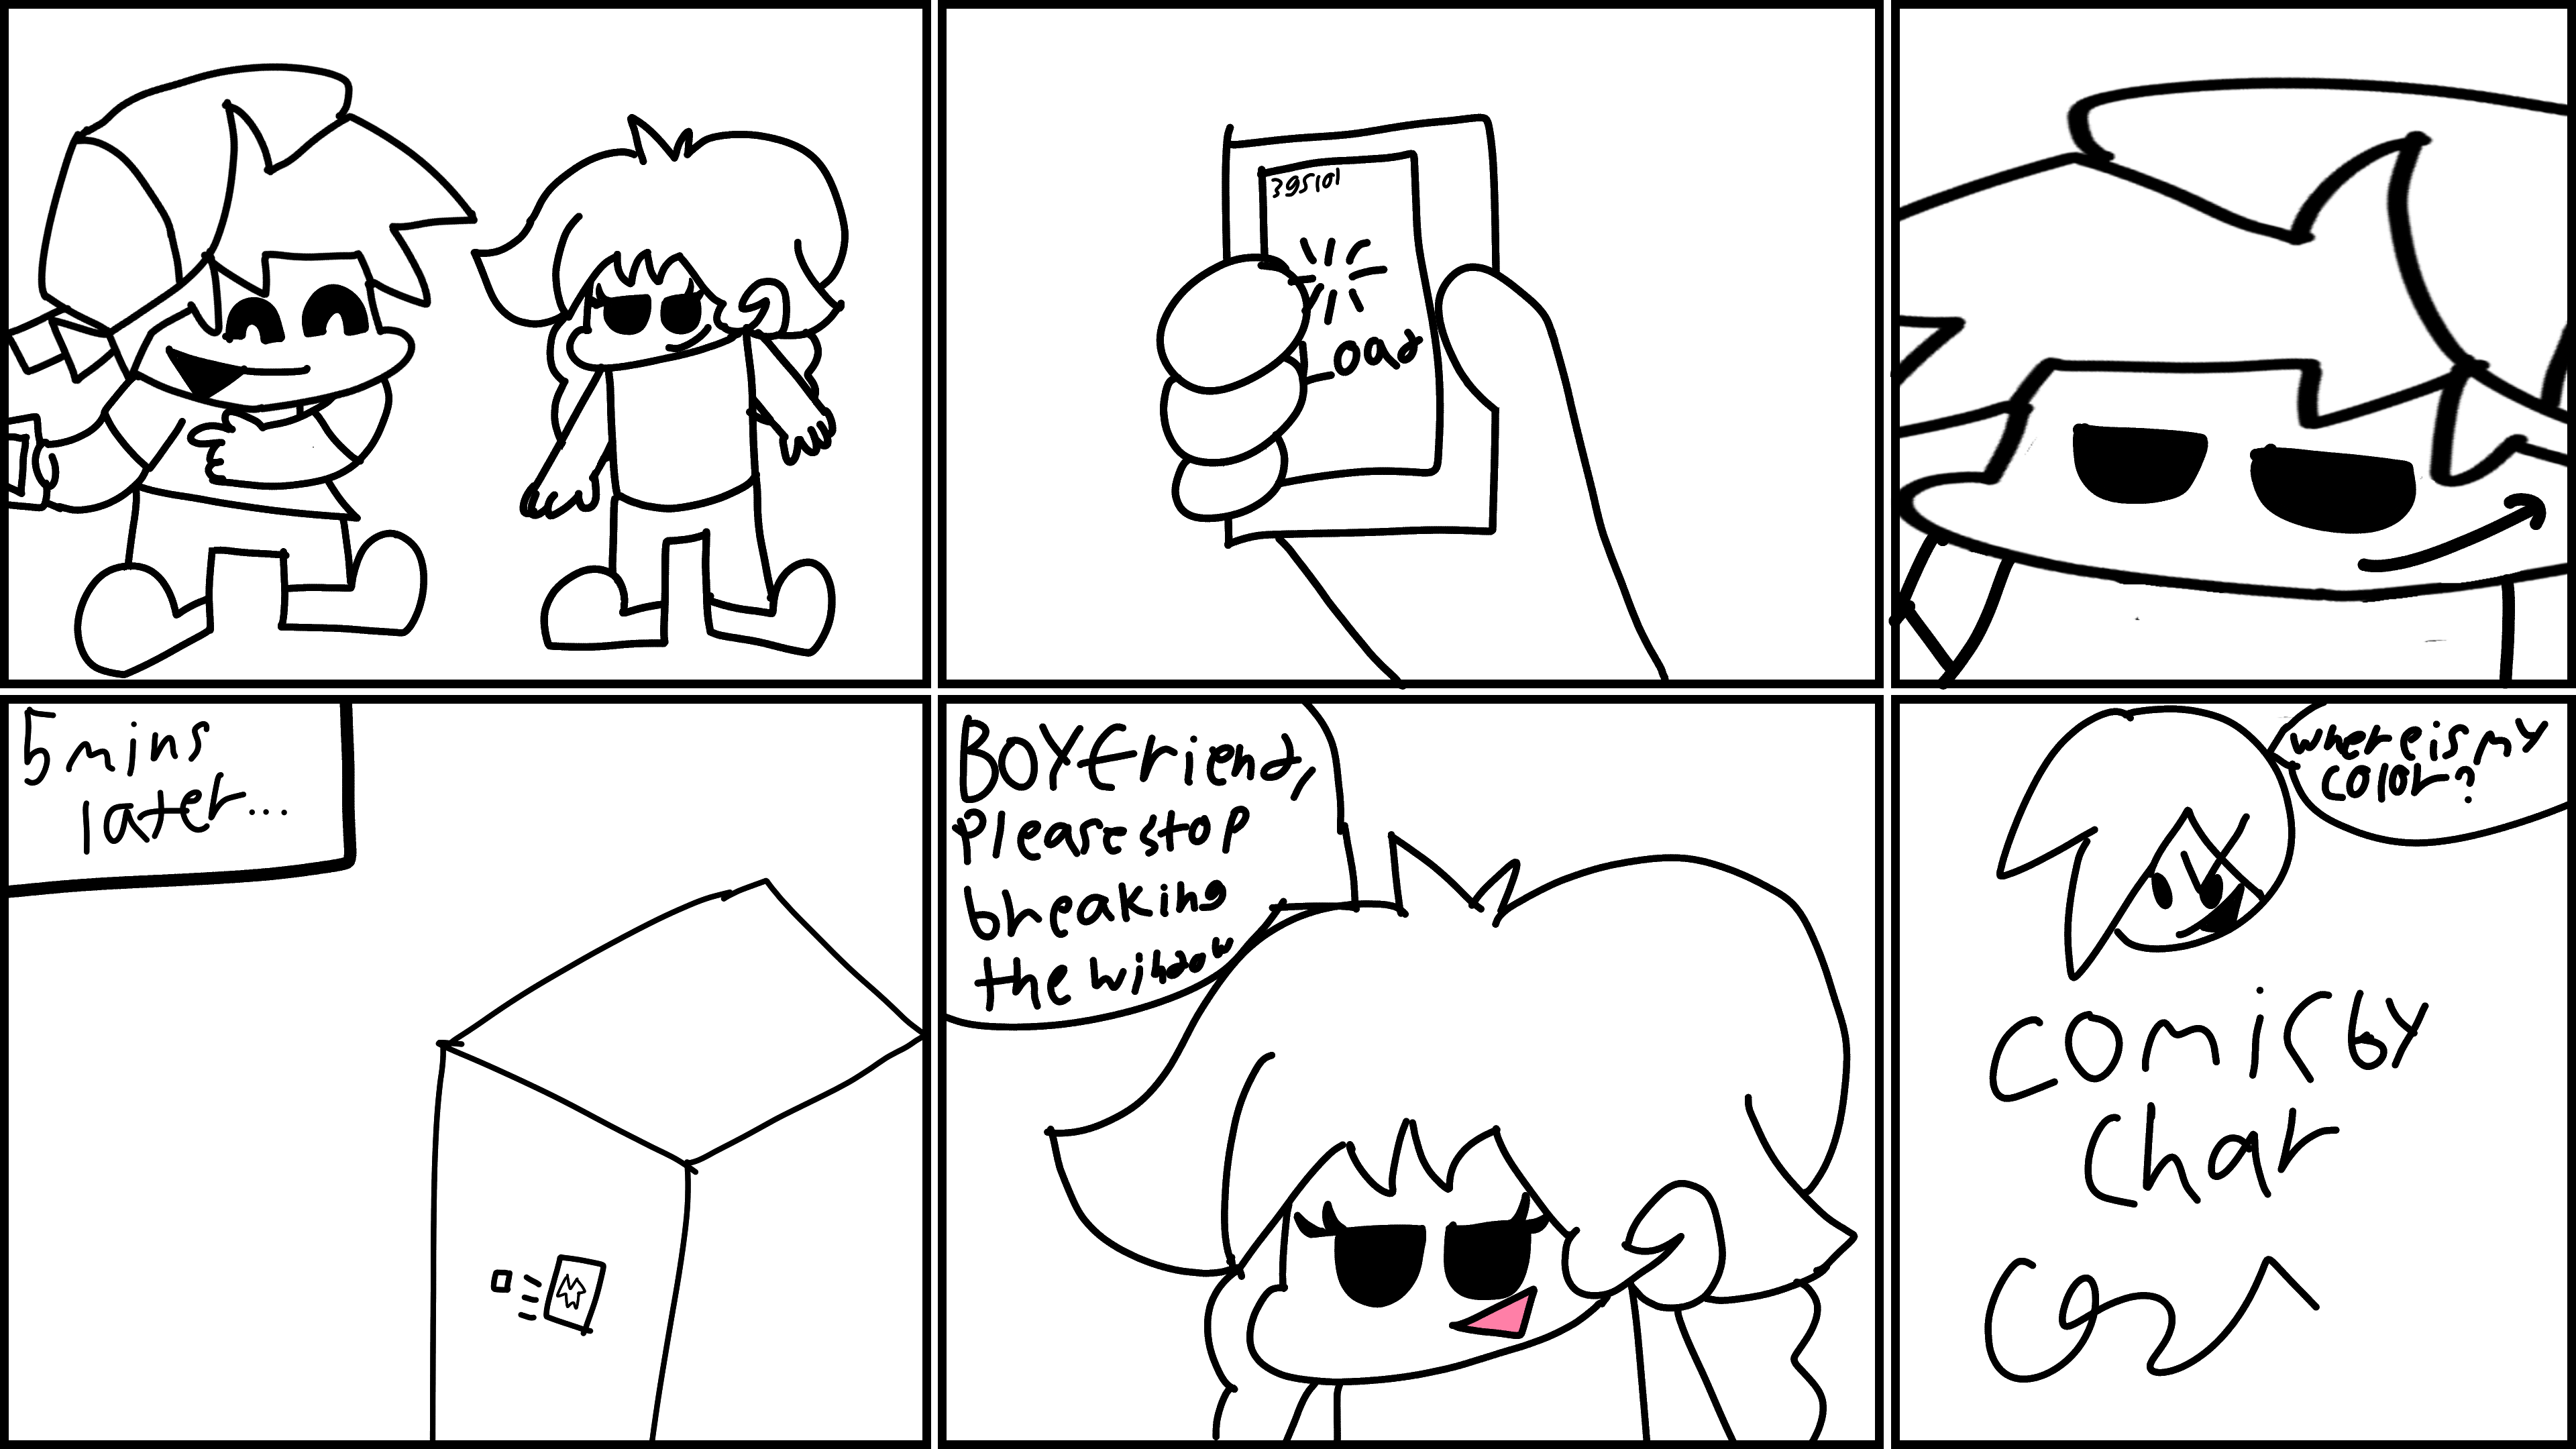 395101
Load
5 mins
later...
BOYfriend,
Please stop
breaking
the window
where is my
color?
comic by
char